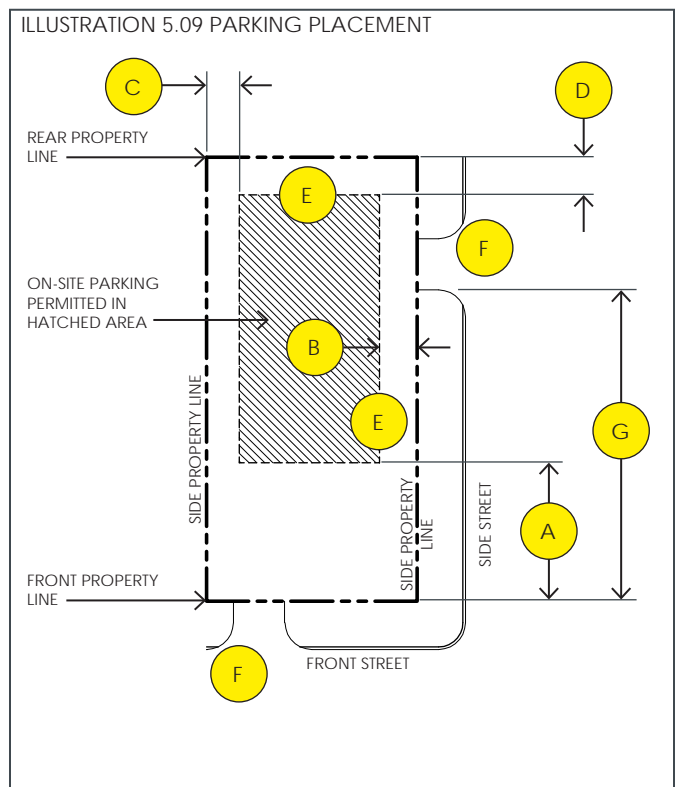 ILLUSTRATION 5.09 PARKING PLACEMENT
C
D
REAR PROPERTY
LINE
E
F
ON-SITE PARKING
PERMITTED IN
HATCHED AREA
B
SIDE PROPERTY LINE
E
G
SIDE PROPERTY
LINE
SIDE STREET
A
FRONT PROPERTY
LINE
FRONT STREET
F